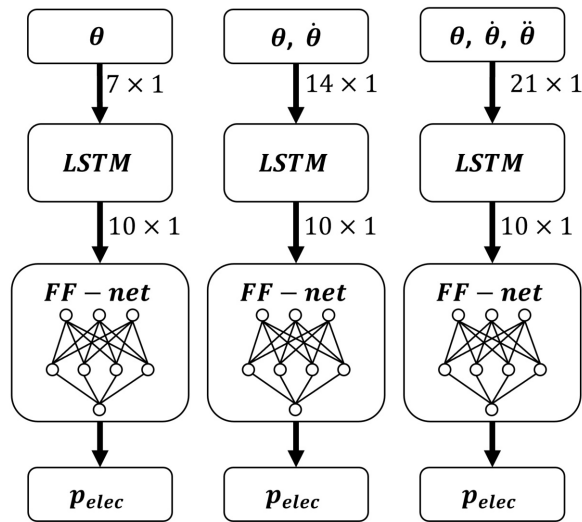 θ
7 × 1
LSTM
10 × 1
FF − net
p_elec
θ, θ̇
14 × 1
LSTM
10 × 1
FF − net
p_elec
θ, θ̇, θ̈
21 × 1
LSTM
10 × 1
FF − net
p_elec